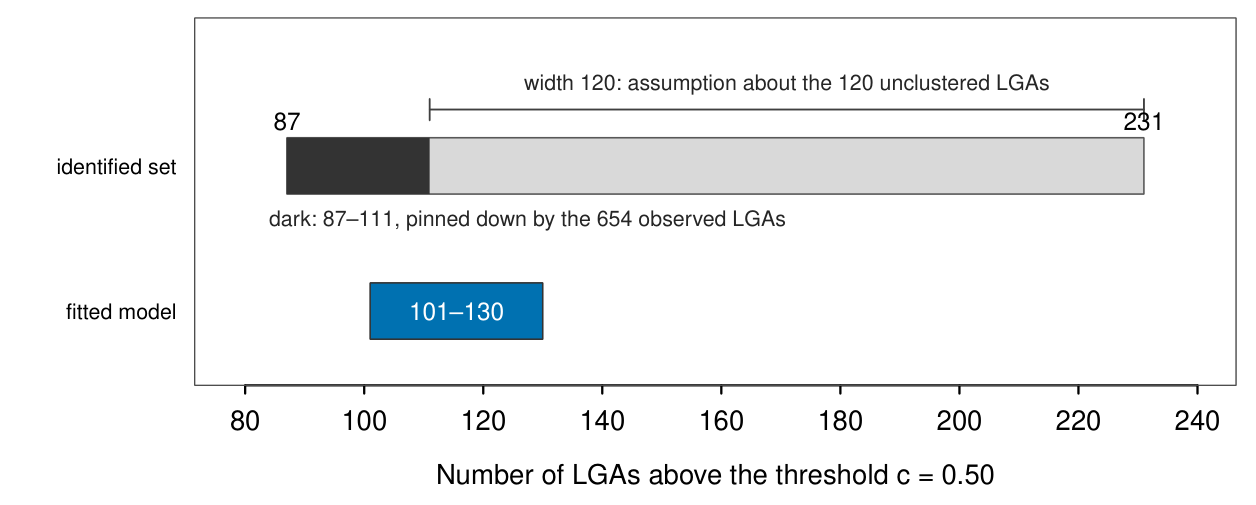 width 120: assumption about the 120 unclustered LGAs
87
231
identified set
dark: 87–111, pinned down by the 654 observed LGAs
fitted model
101–130
80 100 120 140 160 180 200 220 240
Number of LGAs above the threshold c = 0.50